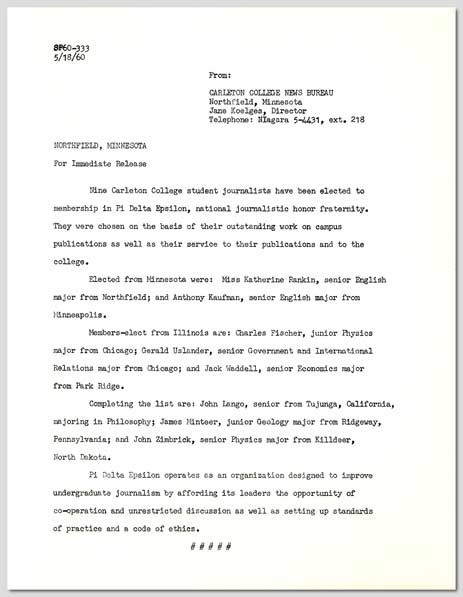 SP60-333
5/18/60
From:
CARLETON COLLEGE NEWS BUREAU
Northfield, Minnesota
Jane Koelges, Director
Telephone: NIagara 5-4431, ext. 218
NORTHFIELD, MINNESOTA
For Immediate Release
Nine Carleton College student journalists have been elected to
membership in Pi Delta Epsilon, national journalistic honor fraternity.
They were chosen on the basis of their outstanding work on campus
publications as well as their service to their publications and to the
college.
Elected from Minnesota were: Miss Katherine Rankin, senior English
major from Northfield; and Anthony Kaufman, senior English major from
Minneapolis.
Members-elect from Illinois are: Charles Fischer, junior Physics
major from Chicago; Gerald Uslander, senior Government and International
Relations major from Chicago; and Jack Waddell, senior Economics major
from Park Ridge.
Completing the list are: John Lango, senior from Tujunga, California,
majoring in Philosophy; James Minteer, junior Geology major from Ridgeway,
Pennsylvania; and John Zimbrick, senior Physics major from Killdeer,
North Dakota.
Pi Delta Epsilon operates as an organization designed to improve
undergraduate journalism by affording its leaders the opportunity of
co-operation and unrestricted discussion as well as setting up standards
of practice and a code of ethics.
# # # # #